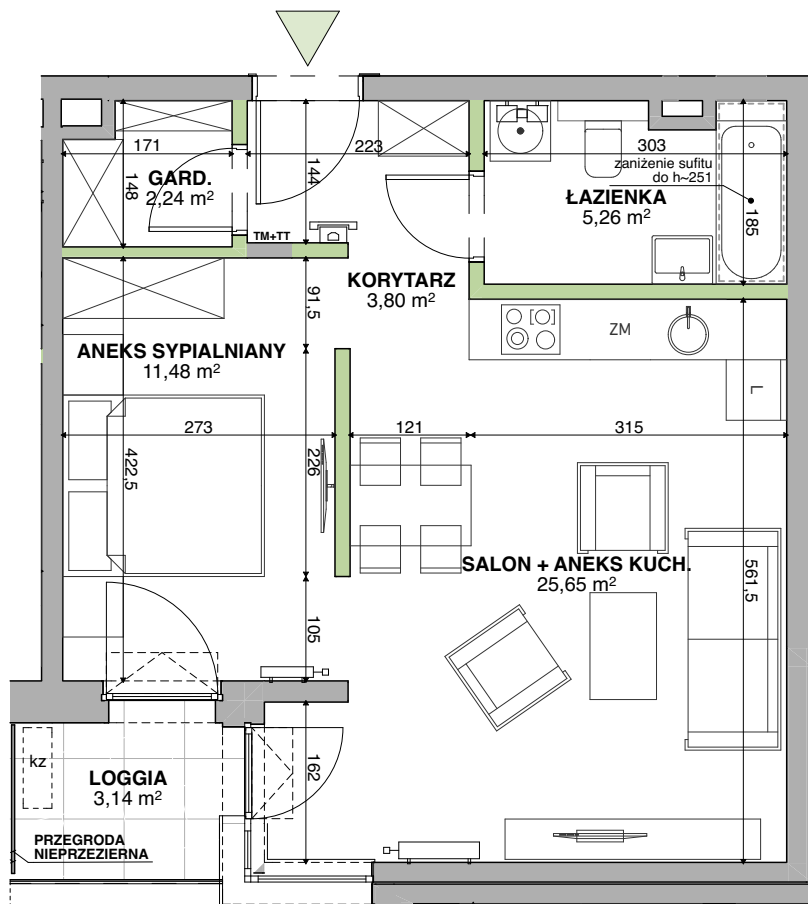 171
223
303
GARD.
2,24 m²
148
144
zaniżenie sufitu
do h~251
ŁAZIENKA
5,26 m²
185
TM+TT
KORYTARZ
3,80 m²
91,5
ZM
L
ANEKS SYPIALNIANY
11,48 m²
273
121
315
422,5
226
SALON + ANEKS KUCH.
25,65 m²
561,5
105
162
kz
LOGGIA
3,14 m²
PRZEGRODA
NIEPRZEZIERNA